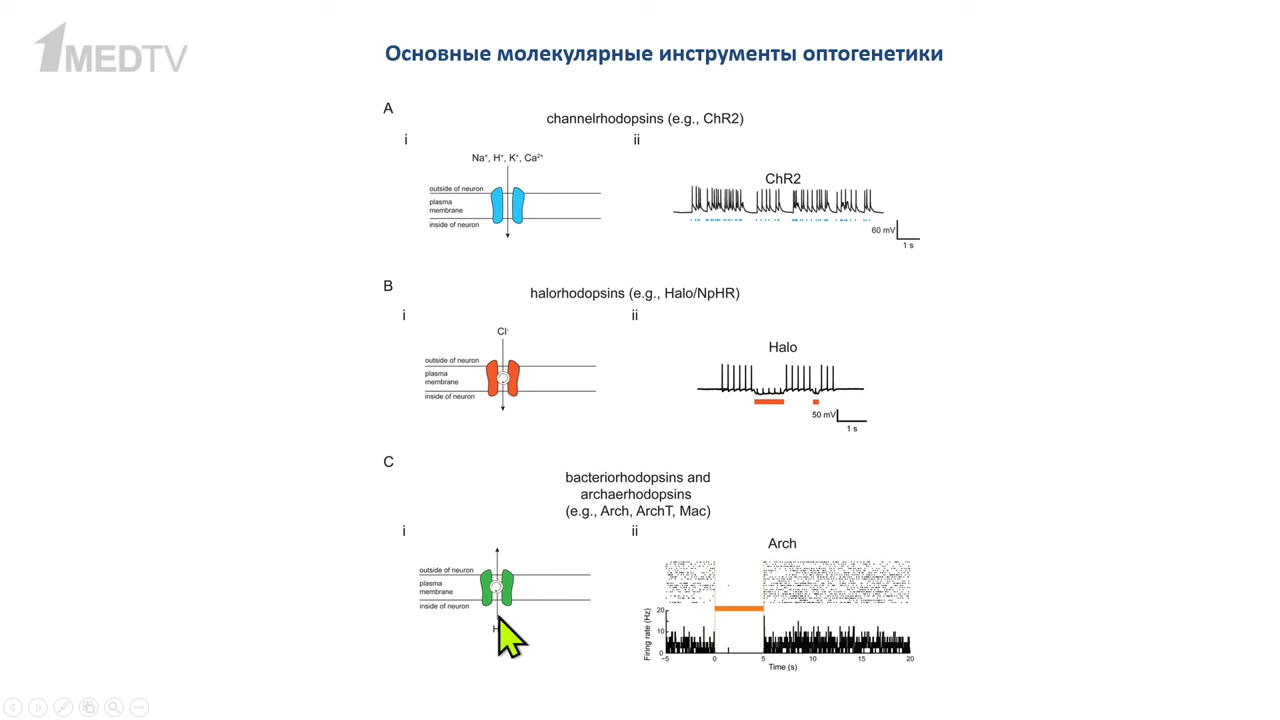 1MEDTV
Основные молекулярные инструменты оптогенетики
A
channelrhodopsins (e.g., ChR2)
i
ii
Na⁺, H⁺, K⁺, Ca²⁺
outside of neuron
plasma
membrane
inside of neuron
ChR2
60 mV
1 s
B
halorhodopsins (e.g., Halo/NpHR)
i
ii
Cl⁻
outside of neuron
plasma
membrane
inside of neuron
Halo
50 mV
1 s
C
bacteriorhodopsins and
archaerhodopsins
(e.g., Arch, ArchT, Mac)
i
ii
outside of neuron
plasma
membrane
inside of neuron
H
Arch
Firing rate (Hz)
20
10
0
−5 0 5 10 15 20
Time (s)